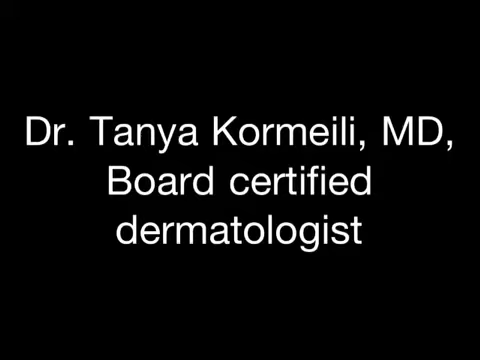 Dr. Tanya Kormeili, MD,
Board certified
dermatologist